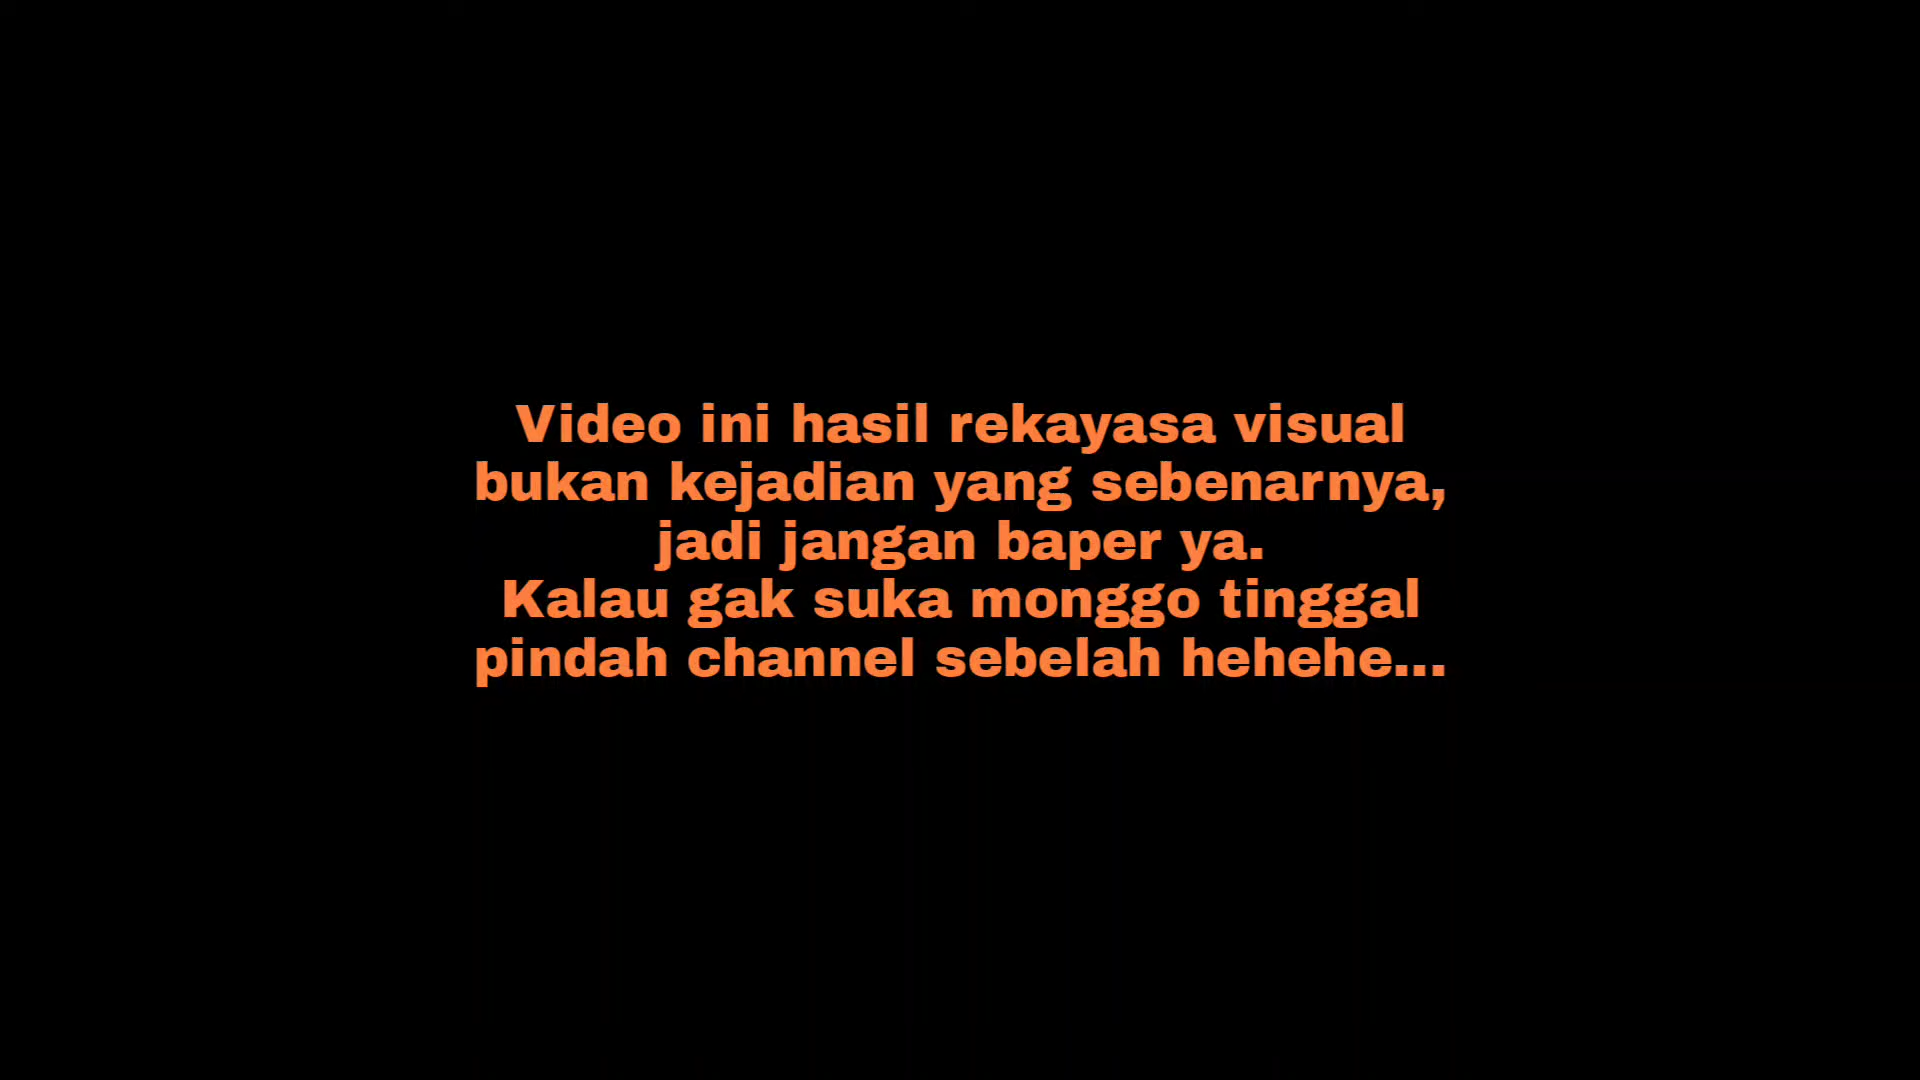 Video ini hasil rekayasa visual
bukan kejadian yang sebenarnya,
jadi jangan baper ya.
Kalau gak suka monggo tinggal
pindah channel sebelah hehehe...